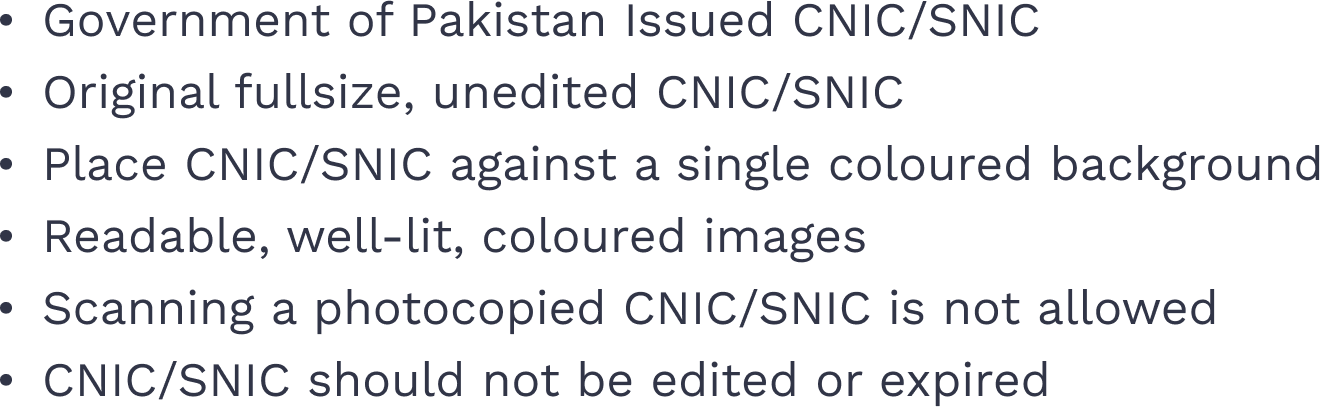 • Government of Pakistan Issued CNIC/SNIC
• Original fullsize, unedited CNIC/SNIC
• Place CNIC/SNIC against a single coloured background
• Readable, well-lit, coloured images
• Scanning a photocopied CNIC/SNIC is not allowed
• CNIC/SNIC should not be edited or expired